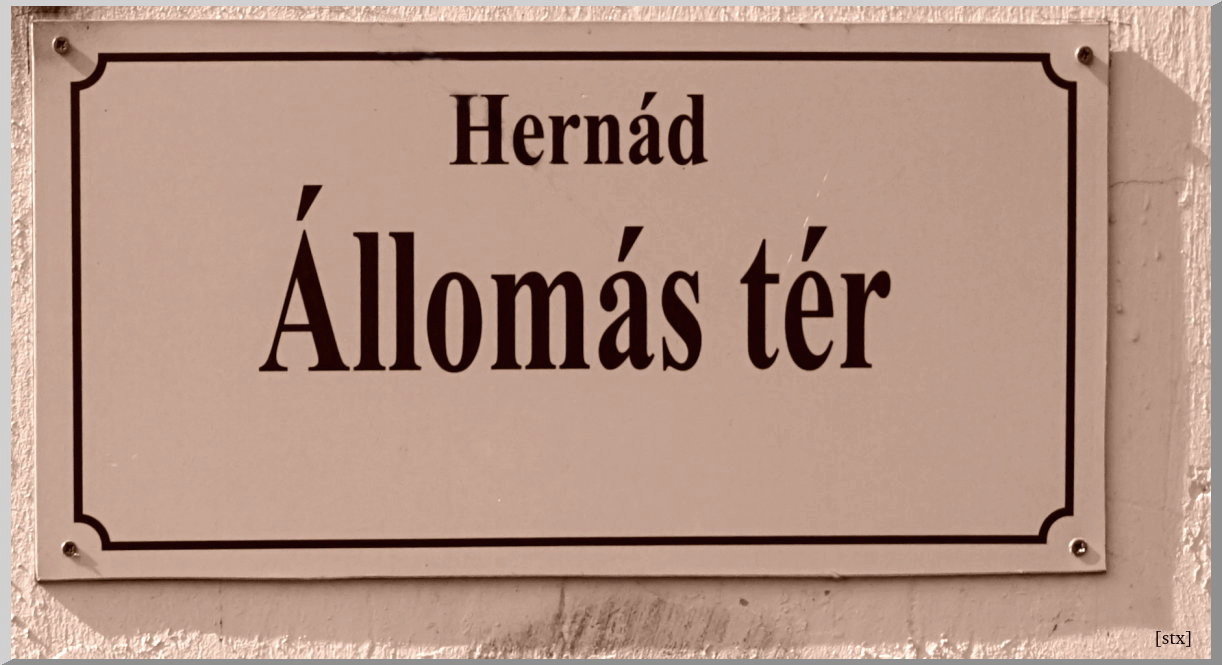 Hernád
Állomás tér
[stx]